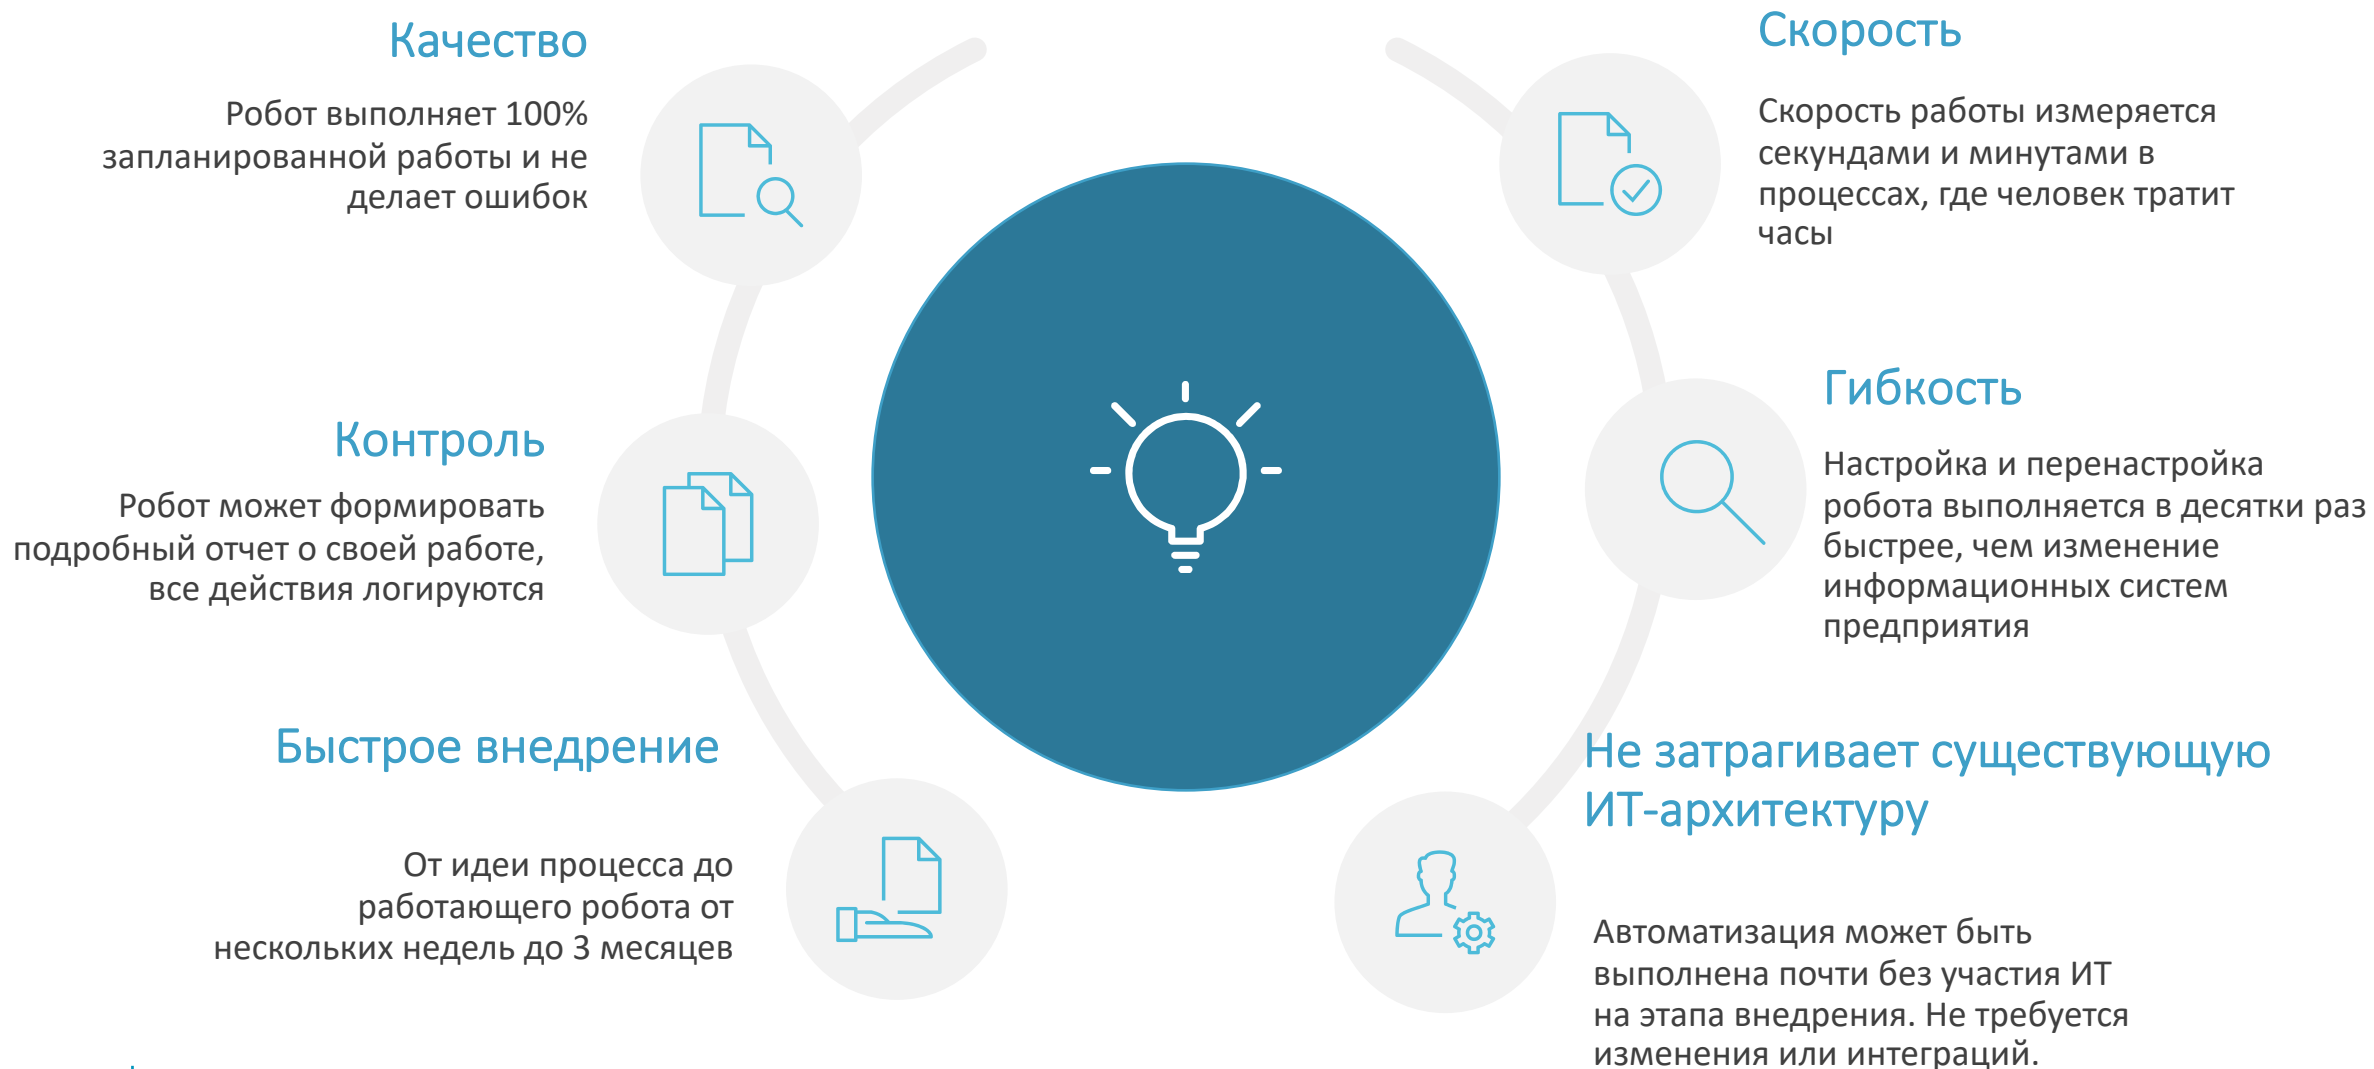 Качество
Робот выполняет 100%
запланированной работы и не
делает ошибок
Контроль
Робот может формировать
подробный отчет о своей работе,
все действия логируются
Быстрое внедрение
От идеи процесса до
работающего робота от
нескольких недель до 3 месяцев
Скорость
Скорость работы измеряется
секундами и минутами в
процессах, где человек тратит
часы
Гибкость
Настройка и перенастройка
робота выполняется в десятки раз
быстрее, чем изменение
информационных систем
предприятия
Не затрагивает существующую
ИТ-архитектуру
Автоматизация может быть
выполнена почти без участия ИТ
на этапа внедрения. Не требуется
изменения или интеграций.